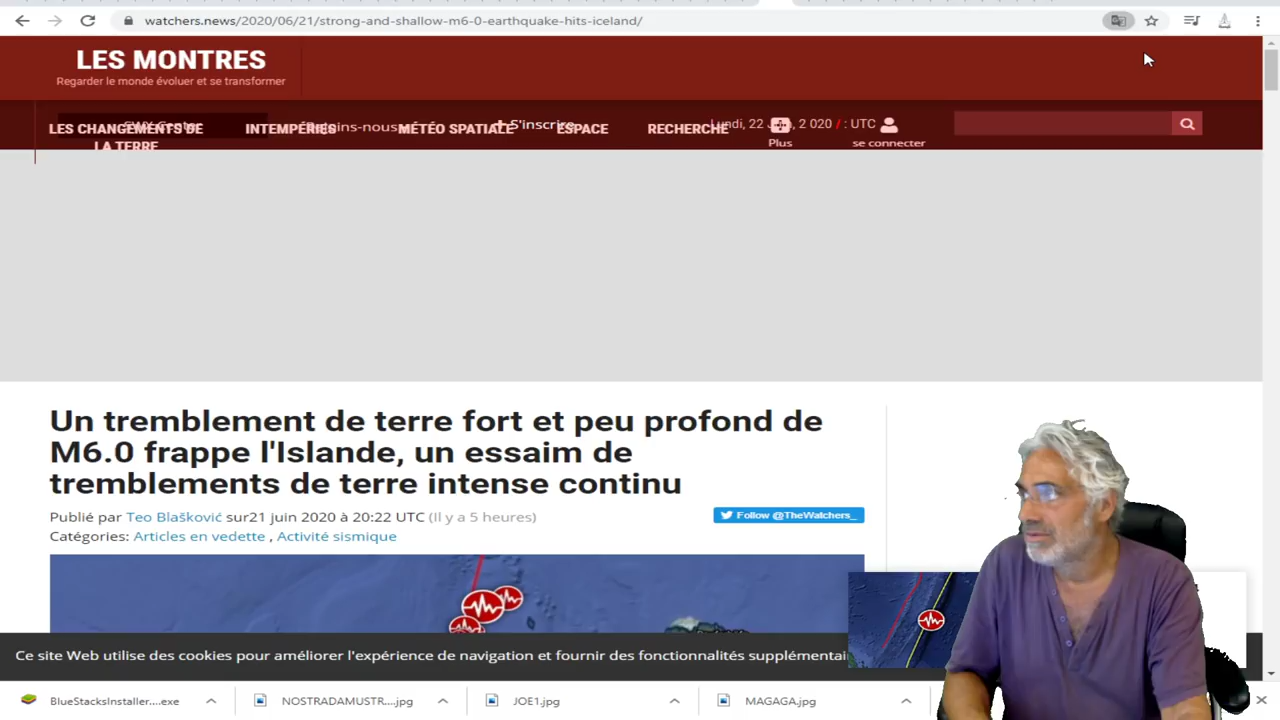 watchers.news/2020/06/21/strong-and-shallow-m6-0-earthquake-hits-iceland/
LES MONTRES
Regarder le monde évoluer et se transformer
LES CHANGEMENTS DE
LA TERRE
INTEMPÉRIES
MÉTÉO SPATIALE
S'inscrire
ESPACE
RECHERCHE
22
2 020 / : UTC
Plus
se connecter
Un tremblement de terre fort et peu profond de
M6.0 frappe l'Islande, un essaim de
tremblements de terre intense continu
Publié par Teo Blašković sur21 juin 2020 à 20:22 UTC (Il y a 5 heures)
Follow @TheWatchers_
Catégories: Articles en vedette , Activité sismique
Ce site Web utilise des cookies pour améliorer l'expérience de navigation et fournir des fonctionnalités
BlueStacksInstaller....exe
NOSTRADAMUSTR....jpg
JOE1.jpg
MAGAGA.jpg